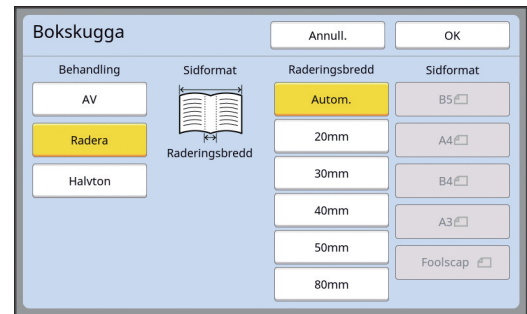 Bokskugga
Annull.
OK
Behandling
Sidformat
Raderingsbredd
Sidformat
AV
Radera
Halvton
Raderingsbredd
Autom.
20mm
30mm
40mm
50mm
80mm
B5
A4
B4
A3
Foolscap